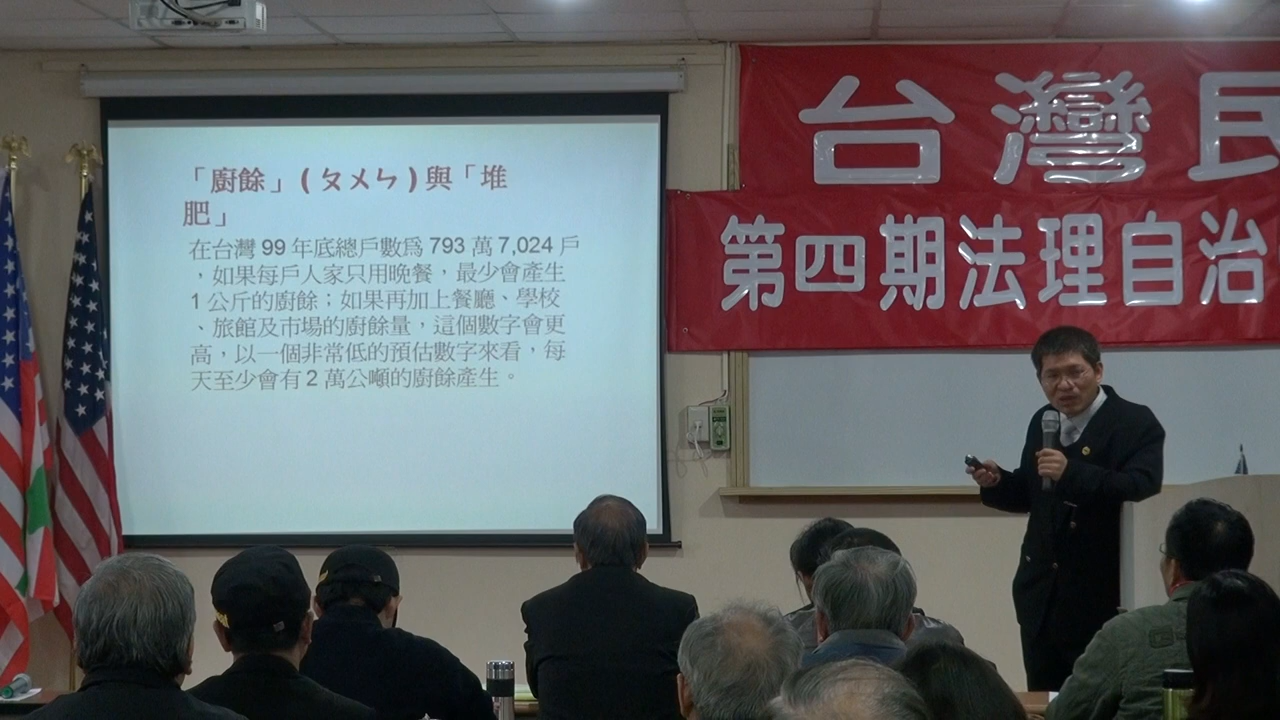 「廚餘」( ㄆㄨㄣ ) 與「堆
肥」
在台灣 99 年底總戶數爲 793 萬 7,024 戶
，如果每戶人家只用晚餐，最少會產生
1 公斤的廚餘；如果再加上餐廳、學校
、旅館及市場的廚餘量，這個數字會更
高，以一個非常低的預估數字來看，每
天至少會有 2 萬公噸的廚餘產生。
台灣民
第四期法理自治